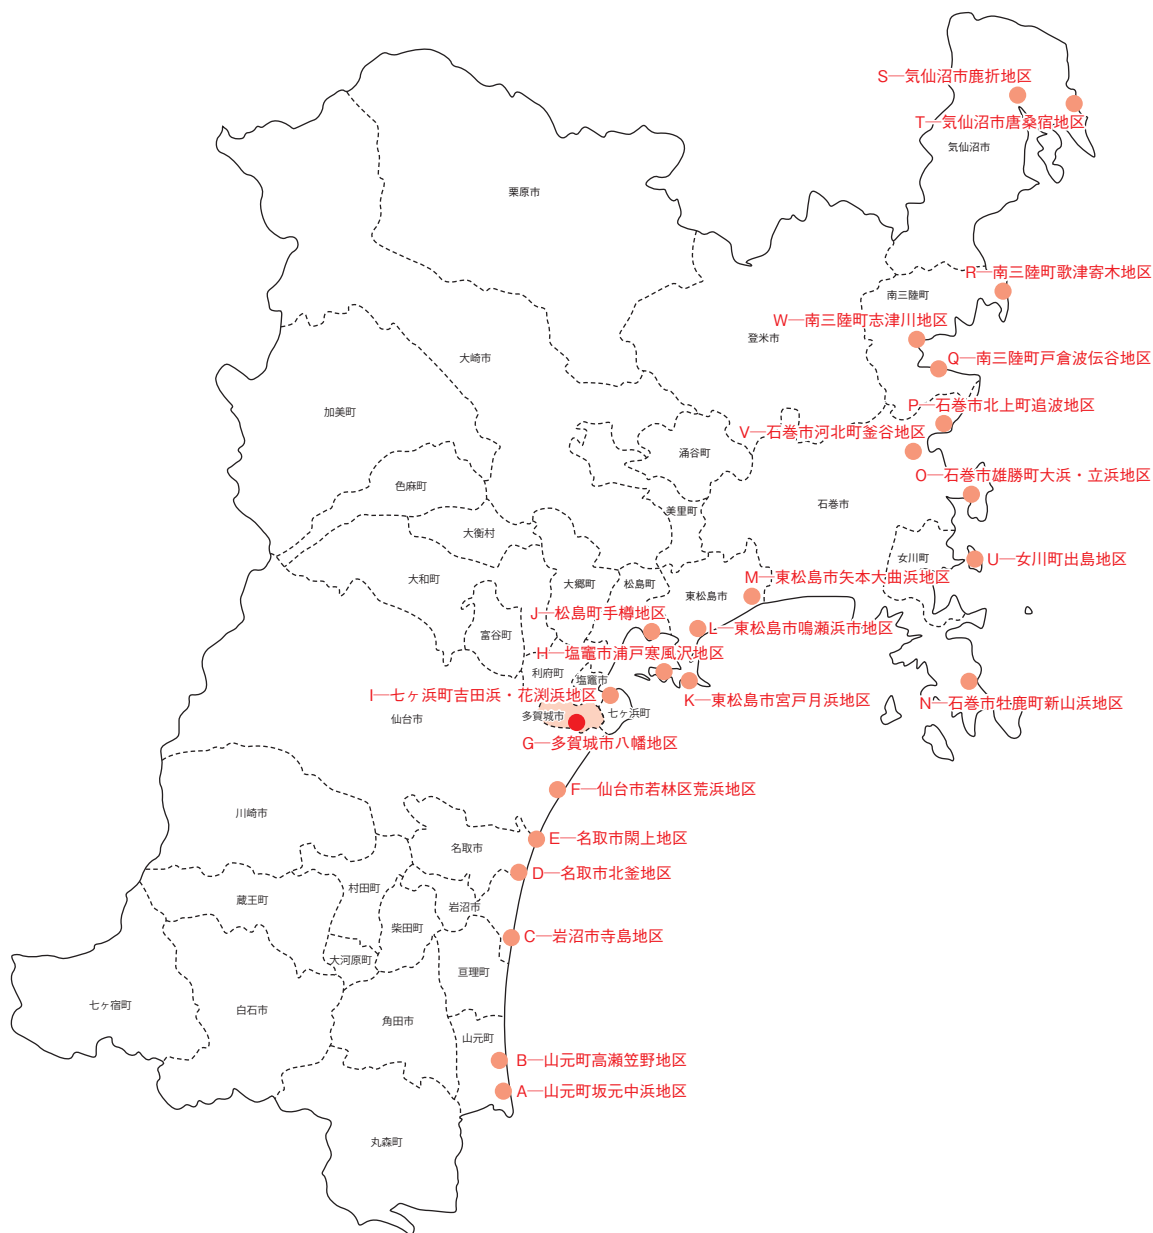 S―気仙沼市鹿折地区
T―気仙沼市唐桑宿地区
気仙沼市
栗原市
R―南三陸町歌津寄木地区
南三陸町
W―南三陸町志津川地区
登米市
大崎市
Q―南三陸町戸倉波伝谷地区
加美町
P―石巻市北上町追波地区
V―石巻市河北町釜谷地区
涌谷町
O―石巻市雄勝町大浜・立浜地区
色麻町
石巻市
美里町
大衡村
女川町
U―女川町出島地区
大和町
大郷町
松島町
M―東松島市矢本大曲浜地区
東松島市
J―松島町手樽地区
L―東松島市鳴瀬浜市地区
富谷町
H―塩竈市浦戸寒風沢地区
利府町
塩竈市
I―七ヶ浜町吉田浜・花渕浜地区
K―東松島市宮戸月浜地区
N―石巻市牡鹿町新山浜地区
仙台市
多賀城市
七ヶ浜町
G―多賀城市八幡地区
F―仙台市若林区荒浜地区
川崎市
E―名取市閖上地区
名取市
D―名取市北釜地区
村田町
蔵王町
岩沼市
柴田町
C―岩沼市寺島地区
大河原町
亘理町
七ヶ宿町
白石市
角田市
山元町
B―山元町高瀬笠野地区
A―山元町坂元中浜地区
丸森町